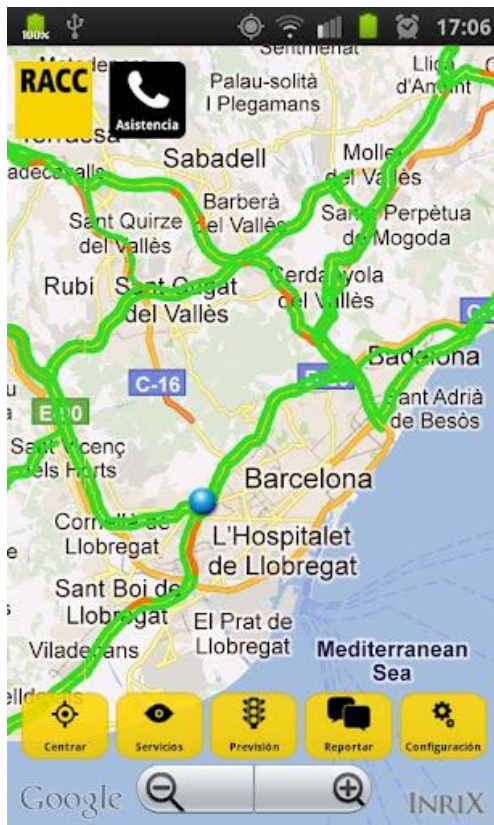 100%
17:06
RACC
Asistencia
Sentmenat
Lliçà
d'Amunt
Palau-solità
I Plegamans
Terrassa
Sabadell
Mollet
del Vallès
Barberà
del Vallès
Sant Quirze
del Vallès
Santa Perpètua
de Mogoda
Rubí
Sant Cugat
del Vallès
Cerdanyola
del Vallès
C-16
Badalona
E-90
Sant Adrià
de Besòs
Sant Vicenç
dels Horts
Barcelona
Cornellà de
Llobregat
L'Hospitalet
de Llobregat
Sant Boi de
Llobregat
El Prat de
Llobregat
Viladecans
Mediterranean
Sea
Centrar
Servicios
Previsión
Reportar
Configuración
Google
INRIX